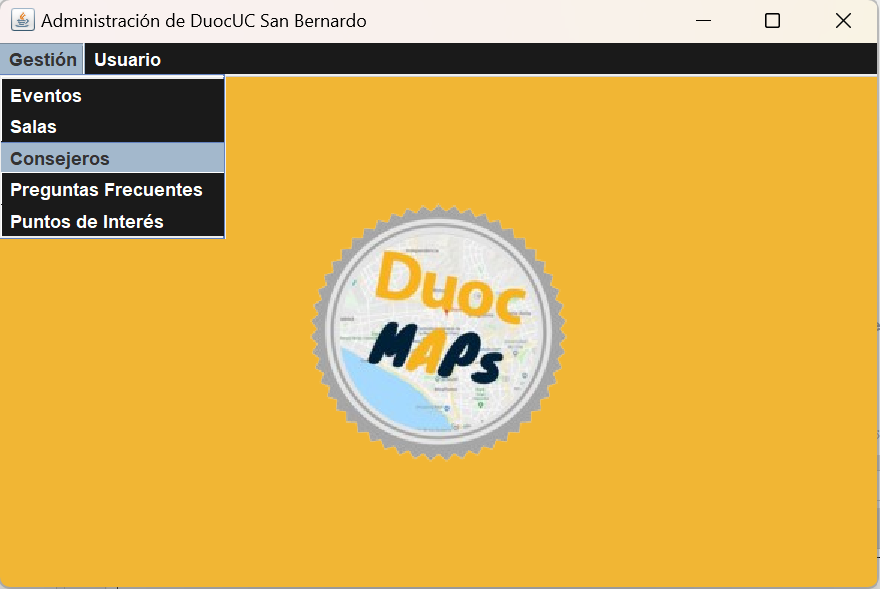 Administración de DuocUC San Bernardo
Gestión Usuario
Eventos
Salas
Consejeros
Preguntas Frecuentes
Puntos de Interés
Duoc
MAPs